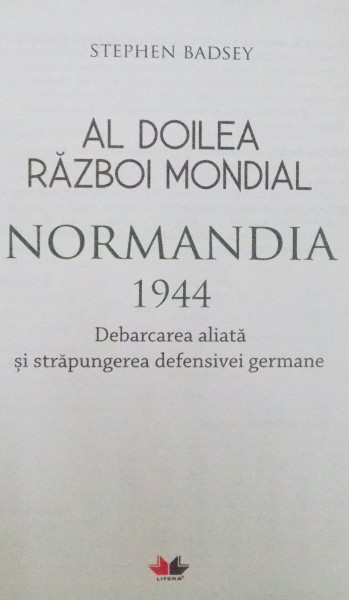 STEPHEN BADSEY
AL DOILEA
RĂZBOI MONDIAL
NORMANDIA
1944
Debarcarea aliată
și străpungerea defensivei germane
LITERA